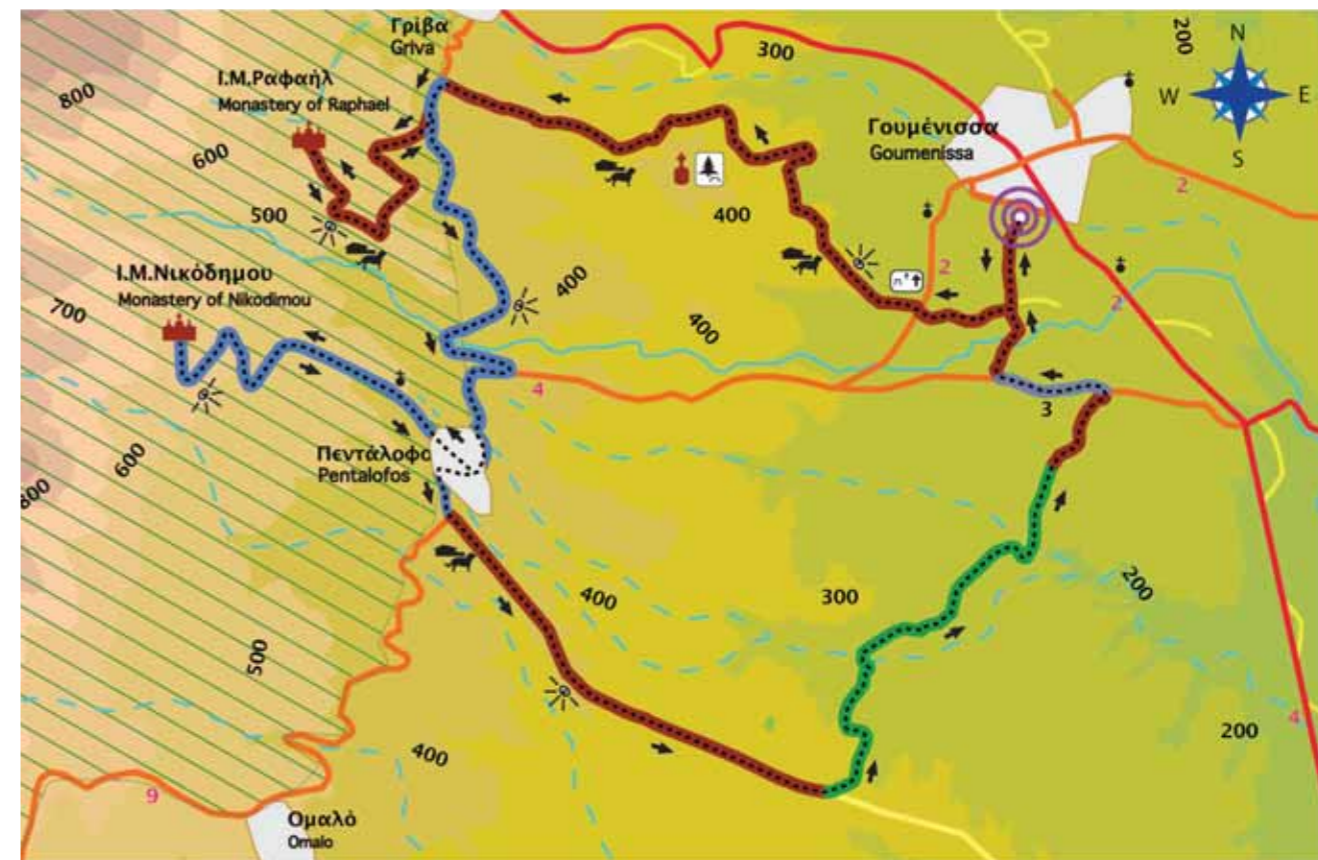 Γρίβα
Griva
200
N
W E
S
300
Ι.Μ.Ραφαήλ
Monastery of Raphael
800
600
Γουμένισσα
Goumenissa
2
500
400
2
Ι.Μ.Νικόδημου
Monastery of Nikodimou
400
2
700
400
4
3
Πεντάλοφο
Pentalofos
600
800
200
400
300
500
4
200
400
9
Ομαλό
Omalo